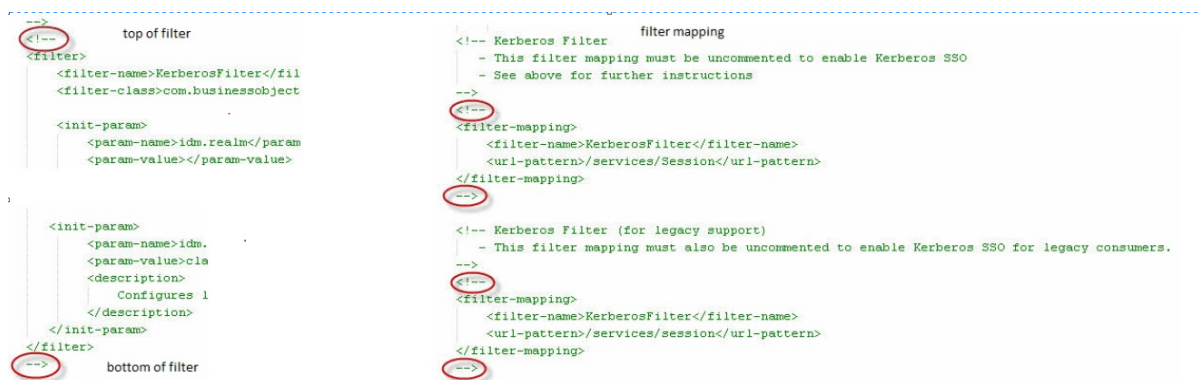 -->
<!--
top of filter
<filter>
<filter-name>KerberosFilter</fil
<filter-class>com.businessobject
<init-param>
<param-name>idm.realm</param
<param-value></param-value>
<init-param>
<param-name>idm.
<param-value>cla
<description>
Configures l
</description>
</init-param>
</filter>
-->
bottom of filter
filter mapping
<!-- Kerberos Filter
- This filter mapping must be uncommented to enable Kerberos SSO
- See above for further instructions
-->
<!--
<filter-mapping>
<filter-name>KerberosFilter</filter-name>
<url-pattern>/services/Session</url-pattern>
</filter-mapping>
-->
<!-- Kerberos Filter (for legacy support)
- This filter mapping must also be uncommented to enable Kerberos SSO for legacy consumers.
-->
<!--
<filter-mapping>
<filter-name>KerberosFilter</filter-name>
<url-pattern>/services/session</url-pattern>
</filter-mapping>
-->